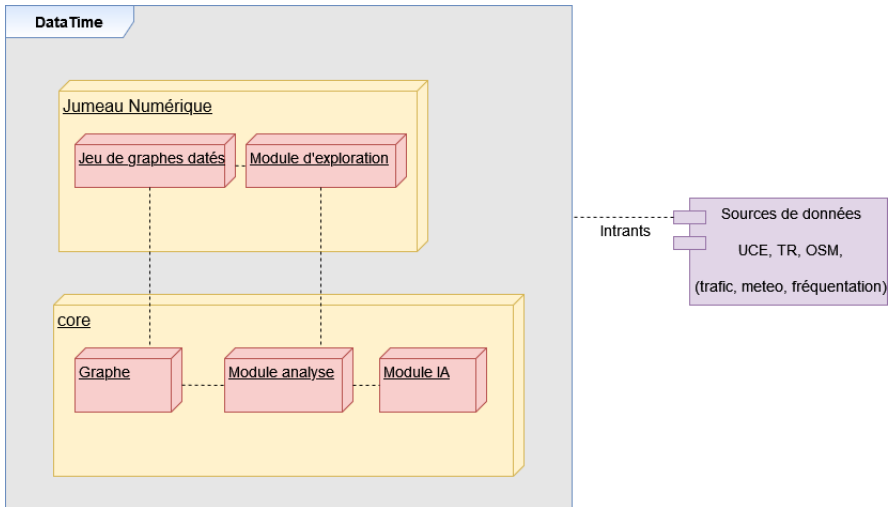 DataTime
Jumeau Numérique
Jeu de graphes datés
Module d'exploration
Intrants
Sources de données
UCE, TR, OSM,
(trafic, meteo, fréquentation)
core
Graphe
Module analyse
Module IA